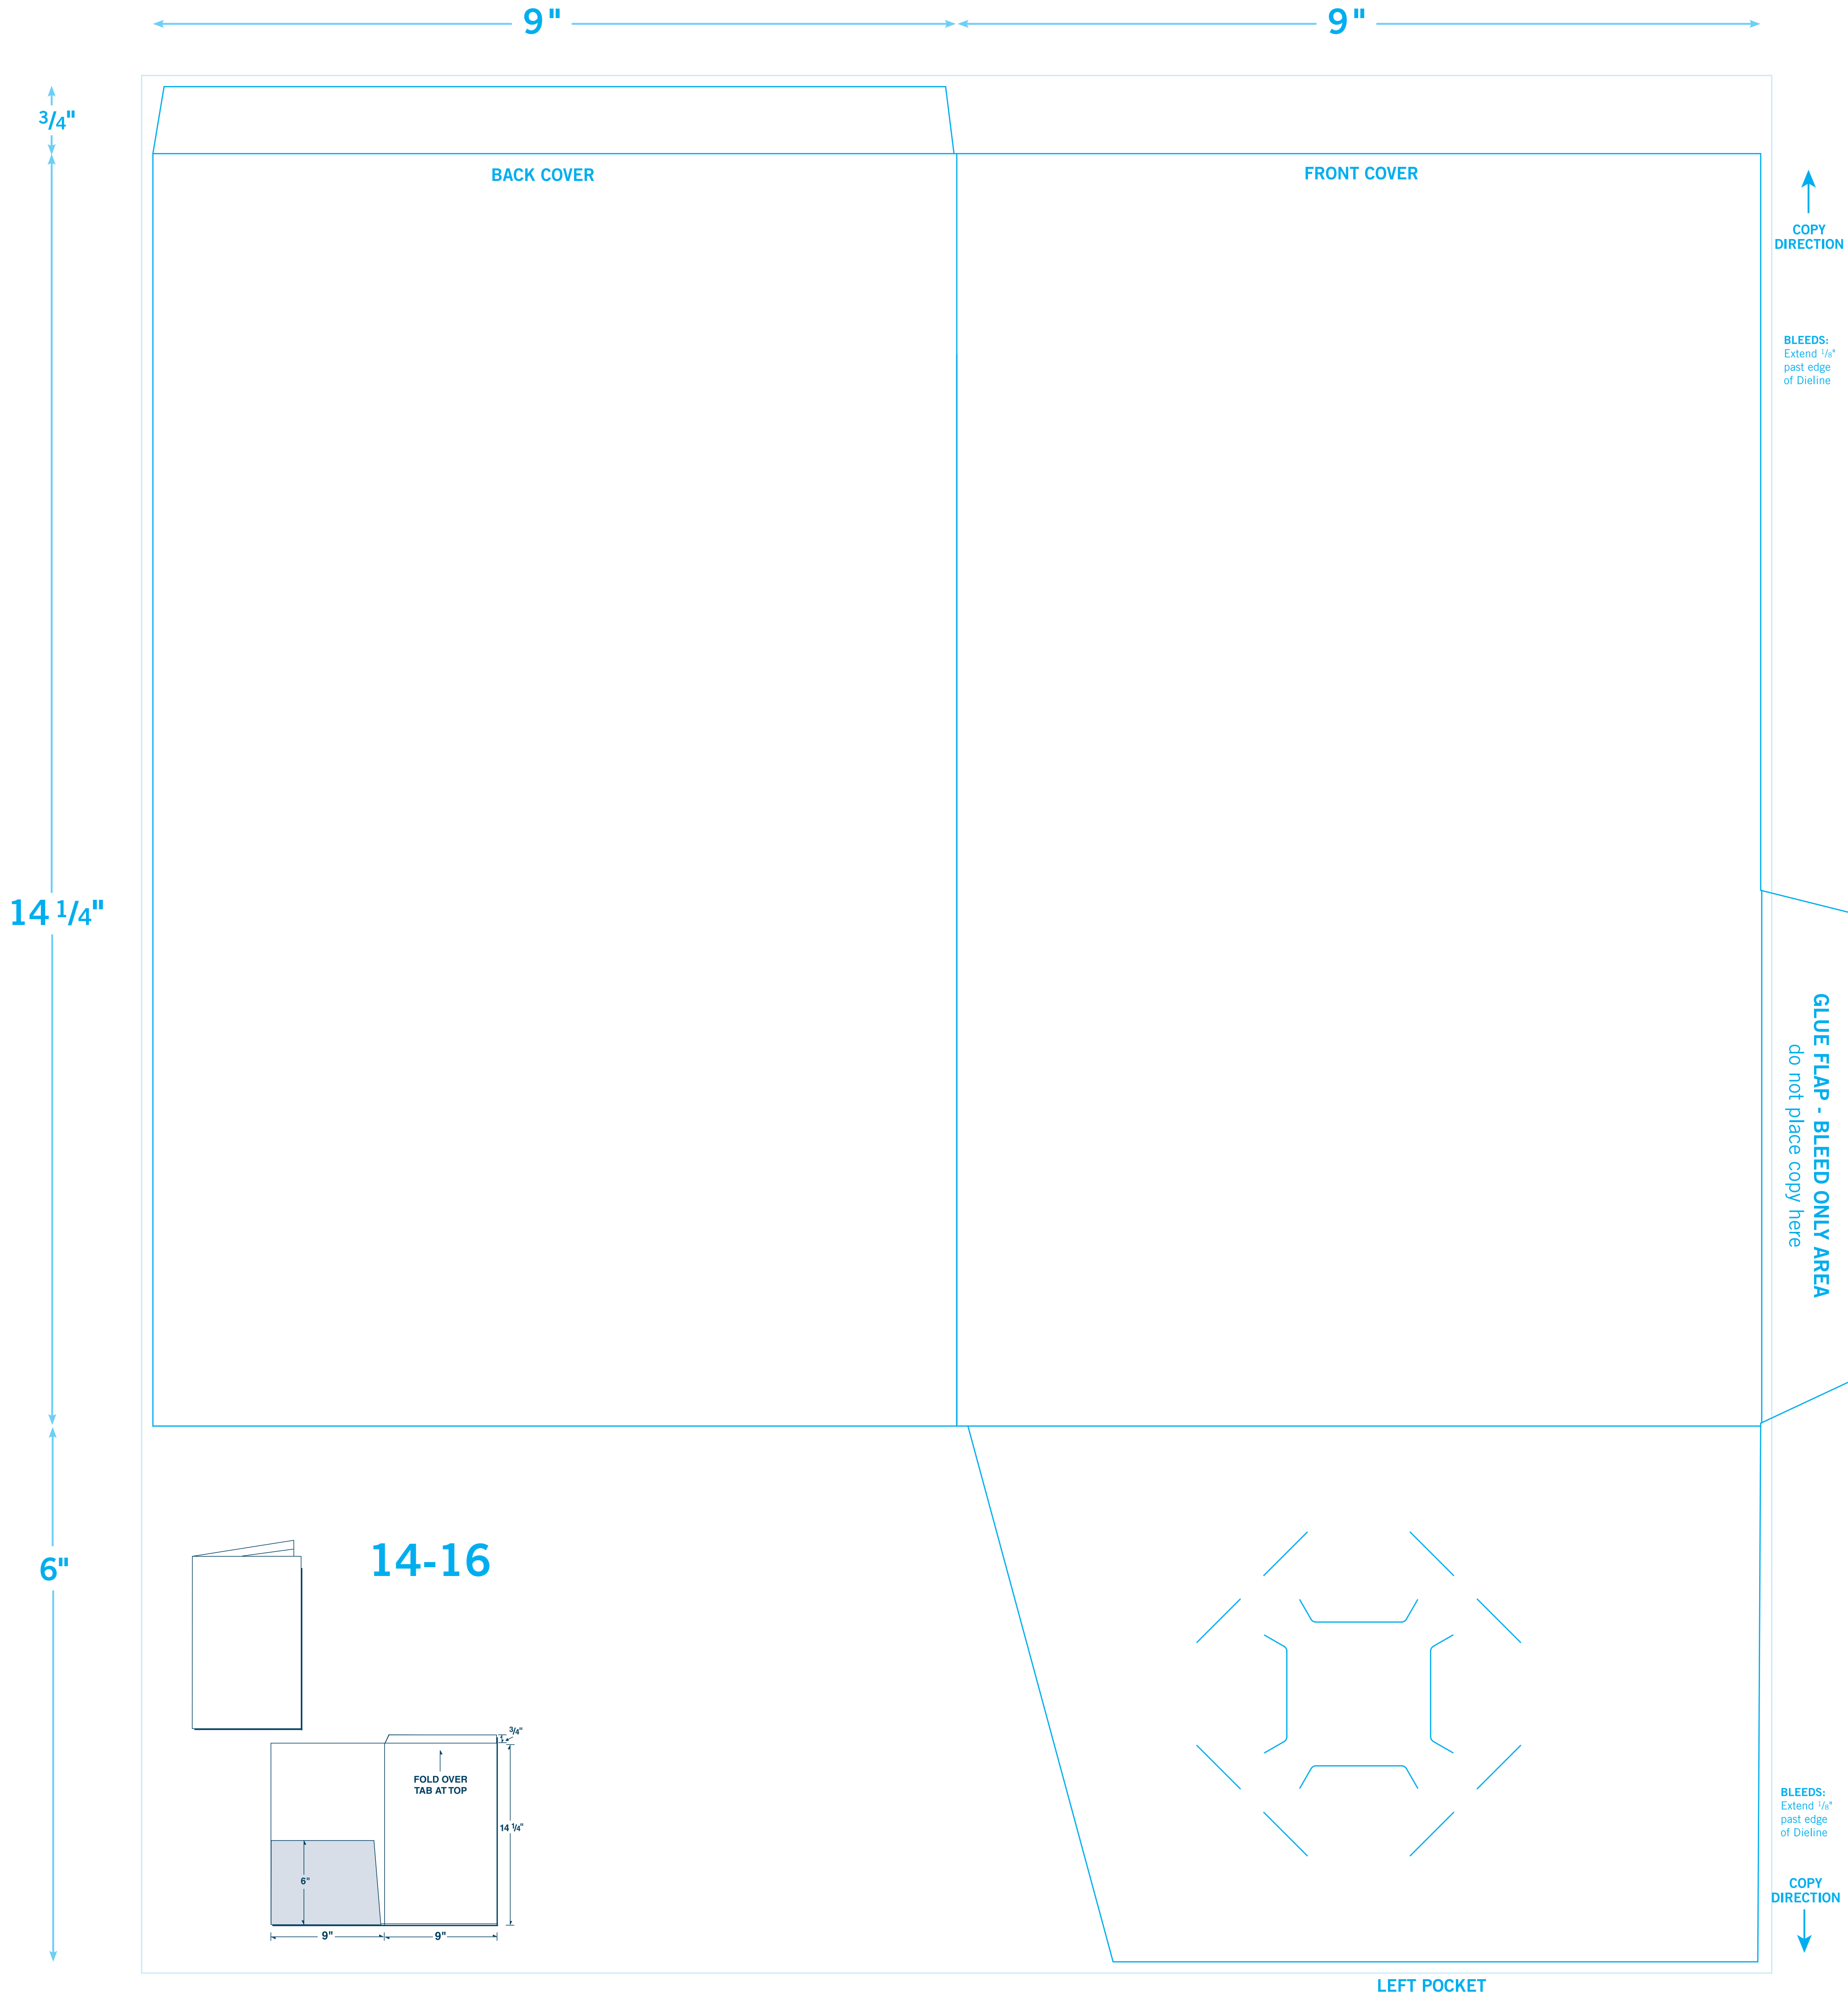 9"
9"
3/4"
BACK COVER
FRONT COVER
COPY
DIRECTION
BLEEDS:
Extend 1/8"
past edge
of Dieline
14 1/4"
GLUE FLAP - BLEED ONLY AREA
do not place copy here
6"
14-16
3/4"
FOLD OVER
TAB AT TOP
14 1/4"
6"
9"
9"
BLEEDS:
Extend 1/8"
past edge
of Dieline
COPY
DIRECTION
LEFT POCKET